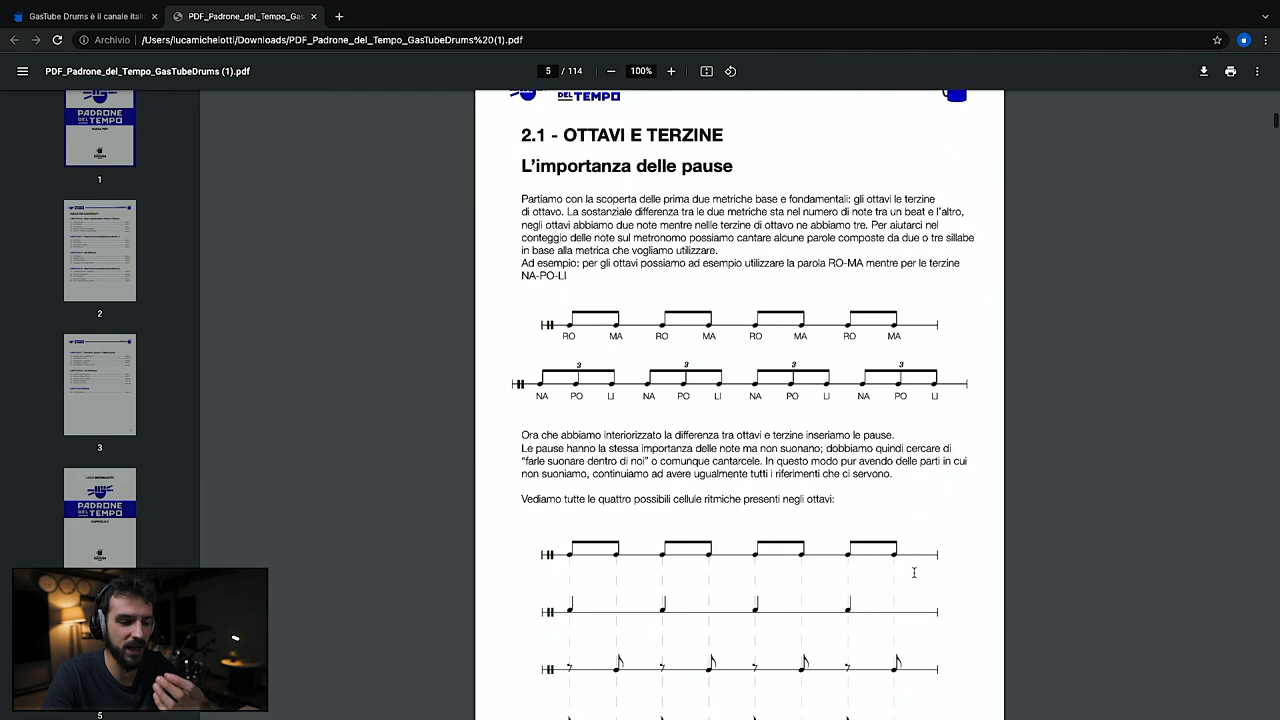 GasTube Drums è il canale ital
PDF_Padrone_del_Tempo_Gas
Archivio
/Users/lucamichelotti/Downloads/PDF_Padrone_del_Tempo_GasTubeDrums%20(1).pdf
PDF_Padrone_del_Tempo_GasTubeDrums (1).pdf
5 / 114
100%
PADRONE
DEL TEMPO
1
2
3
PADRONE
DEL TEMPO
5
DEL TEMPO
2.1 - OTTAVI E TERZINE
L’importanza delle pause
Partiamo con la scoperta delle prima due metriche base e fondamentali: gli ottavi le terzine
di ottavo. La sostanziale differenza tra le due metriche sta nel numero di note tra un beat e l’altro,
negli ottavi abbiamo due note mentre nellle terzine di ottavo ne abbiamo tre. Per aiutarci nel
conteggio delle note sul metronomo possiamo cantare alcune parole composte da due o tre sillabe
in base alla metrica che vogliamo utilizzare.
Ad esempio: per gli ottavi possiamo ad esempio utilizzare la parola RO-MA mentre per le terzine
NA-PO-LI
RO MA RO MA RO MA RO MA
3 3 3 3
NA PO LI NA PO LI NA PO LI NA PO LI
Ora che abbiamo interiorizzato la differenza tra ottavi e terzine inseriamo le pause.
Le pause hanno la stessa importanza delle note ma non suonano; dobbiamo quindi cercare di
“farle suonare dentro di noi” o comunque cantarcele. In questo modo pur avendo delle parti in cui
non suoniamo, continuiamo ad avere ugualmente tutti i riferimenti che ci servono.
Vediamo tutte le quattro possibili cellule ritmiche presenti negli ottavi: